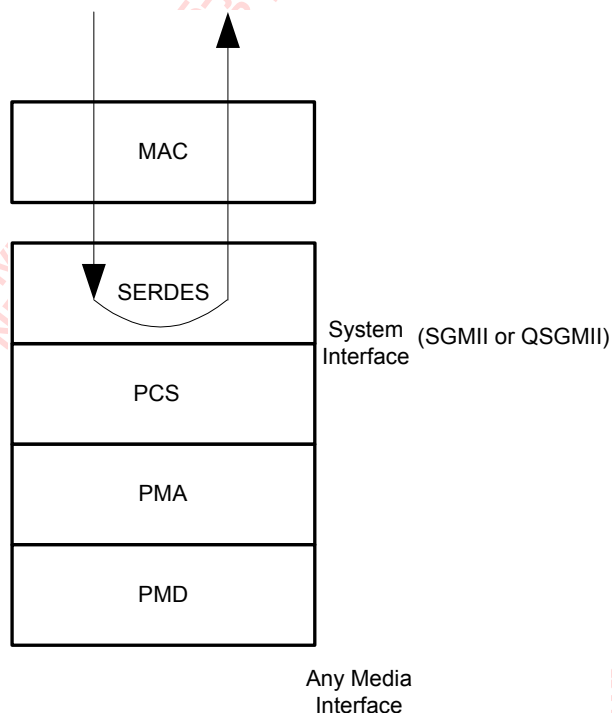 MAC
SERDES
System
Interface
(SGMII or QSGMII)
PCS
PMA
PMD
Any Media
Interface